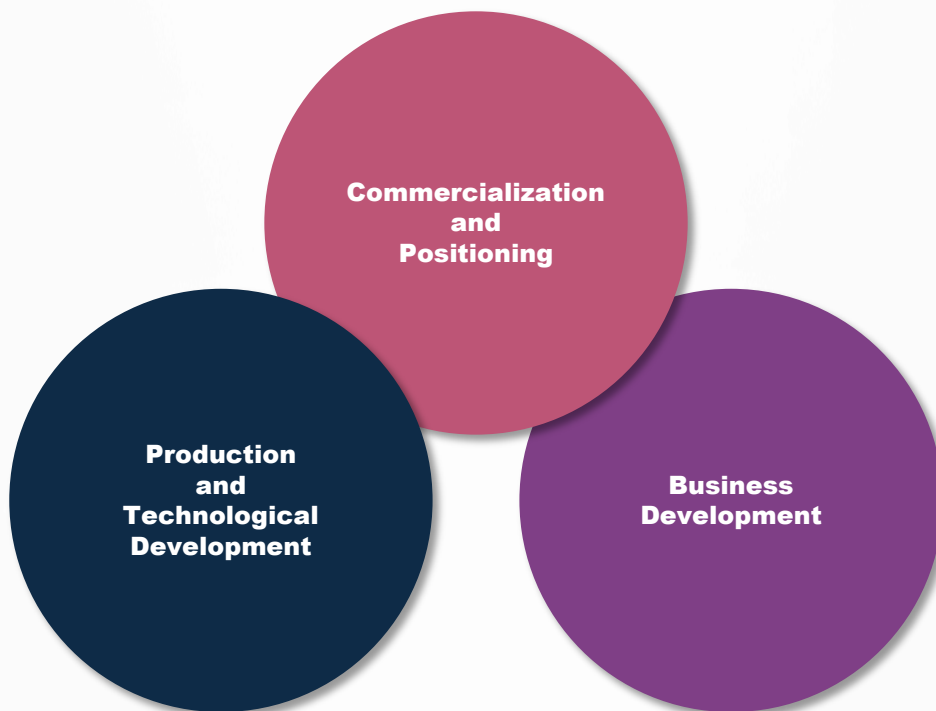 Commercialization
and
Positioning
Production
and
Technological
Development
Business
Development